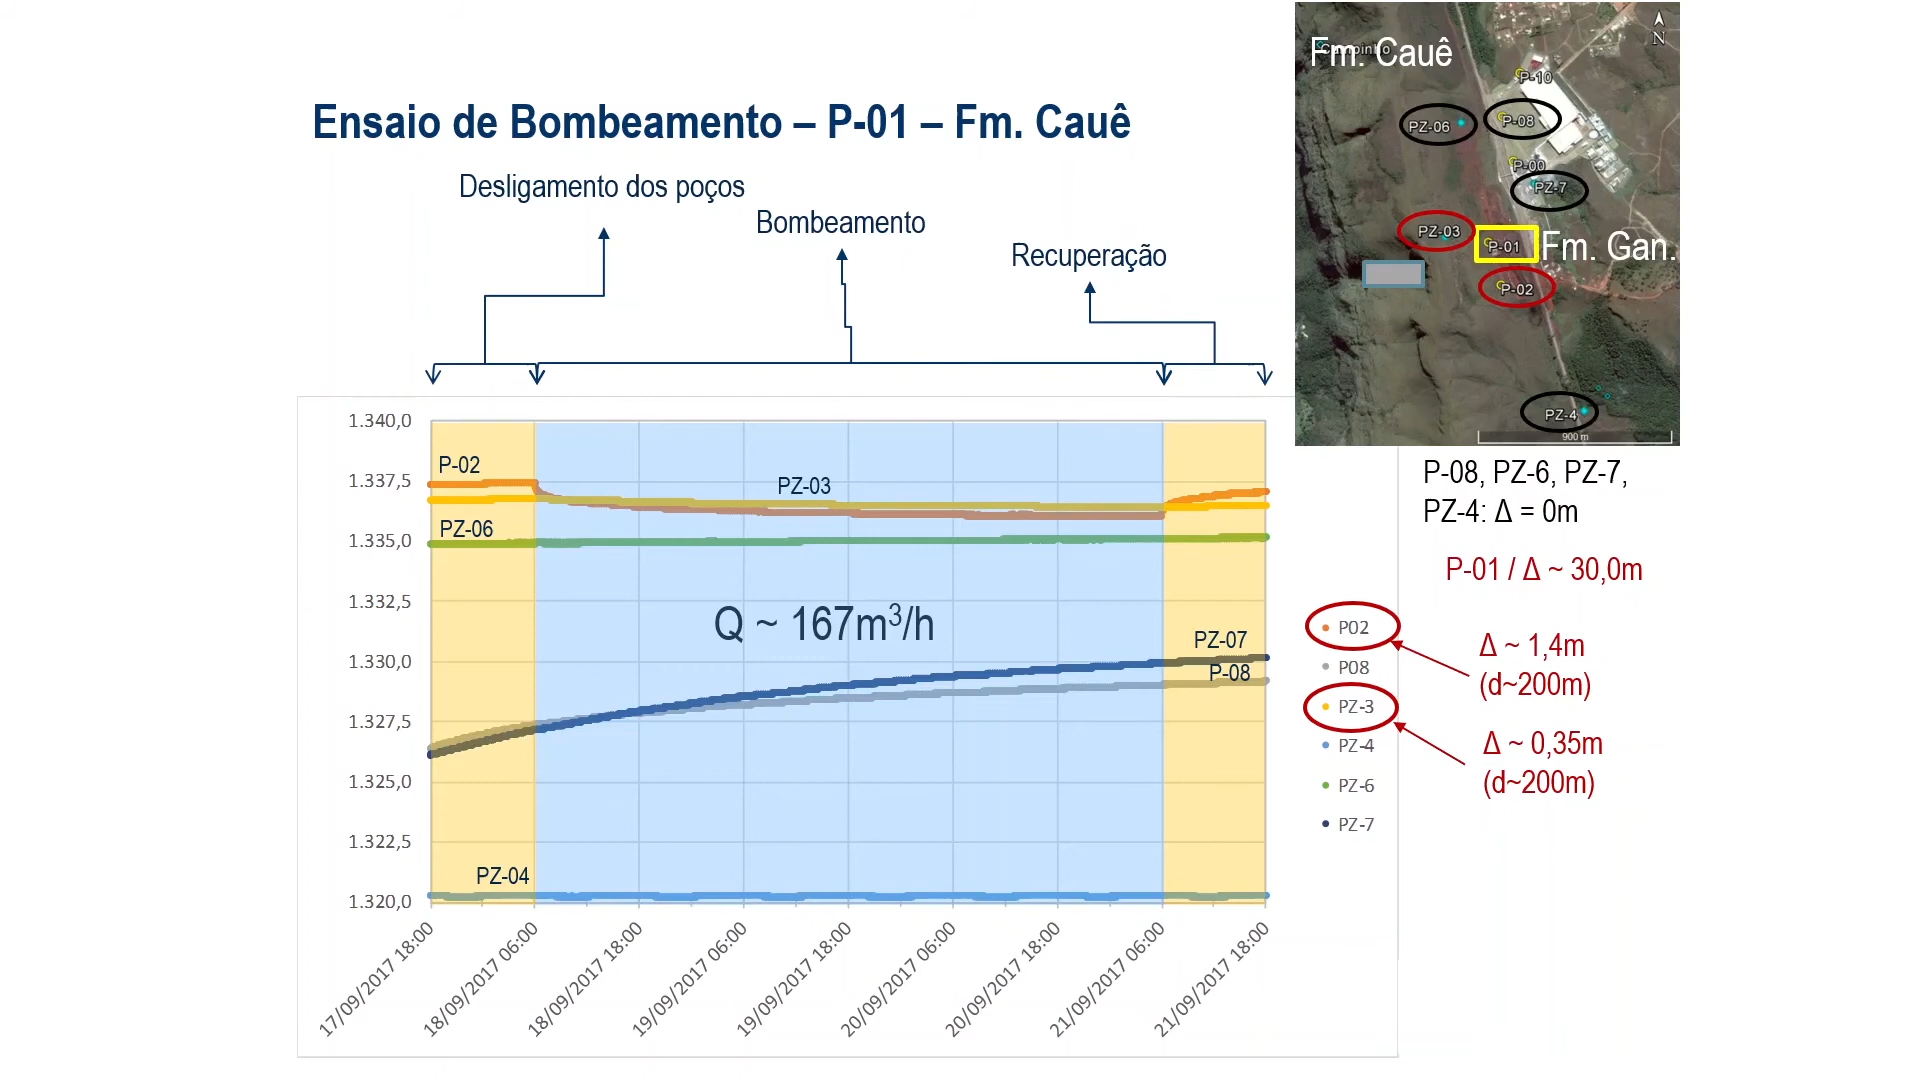 Ensaio de Bombeamento – P-01 – Fm. Cauê
Desligamento dos poços
Bombeamento
Recuperação
Fm. Cauê
N
P-10
PZ-06
P-08
P-00
PZ-7
PZ-03
P-01
Fm. Gan.
P-02
PZ-4
900 m
P-08, PZ-6, PZ-7,
PZ-4: Δ = 0m
P-01 / Δ ~ 30,0m
1.340,0
1.337,5
1.335,0
1.332,5
1.330,0
1.327,5
1.325,0
1.322,5
1.320,0
P-02
PZ-03
PZ-06
Q ~ 167m³/h
PZ-07
P-08
PZ-04
17/09/2017 18:00
18/09/2017 06:00
18/09/2017 18:00
19/09/2017 06:00
19/09/2017 18:00
20/09/2017 06:00
20/09/2017 18:00
21/09/2017 06:00
21/09/2017 18:00
P02
P08
PZ-3
PZ-4
PZ-6
PZ-7
Δ ~ 1,4m
(d~200m)
Δ ~ 0,35m
(d~200m)